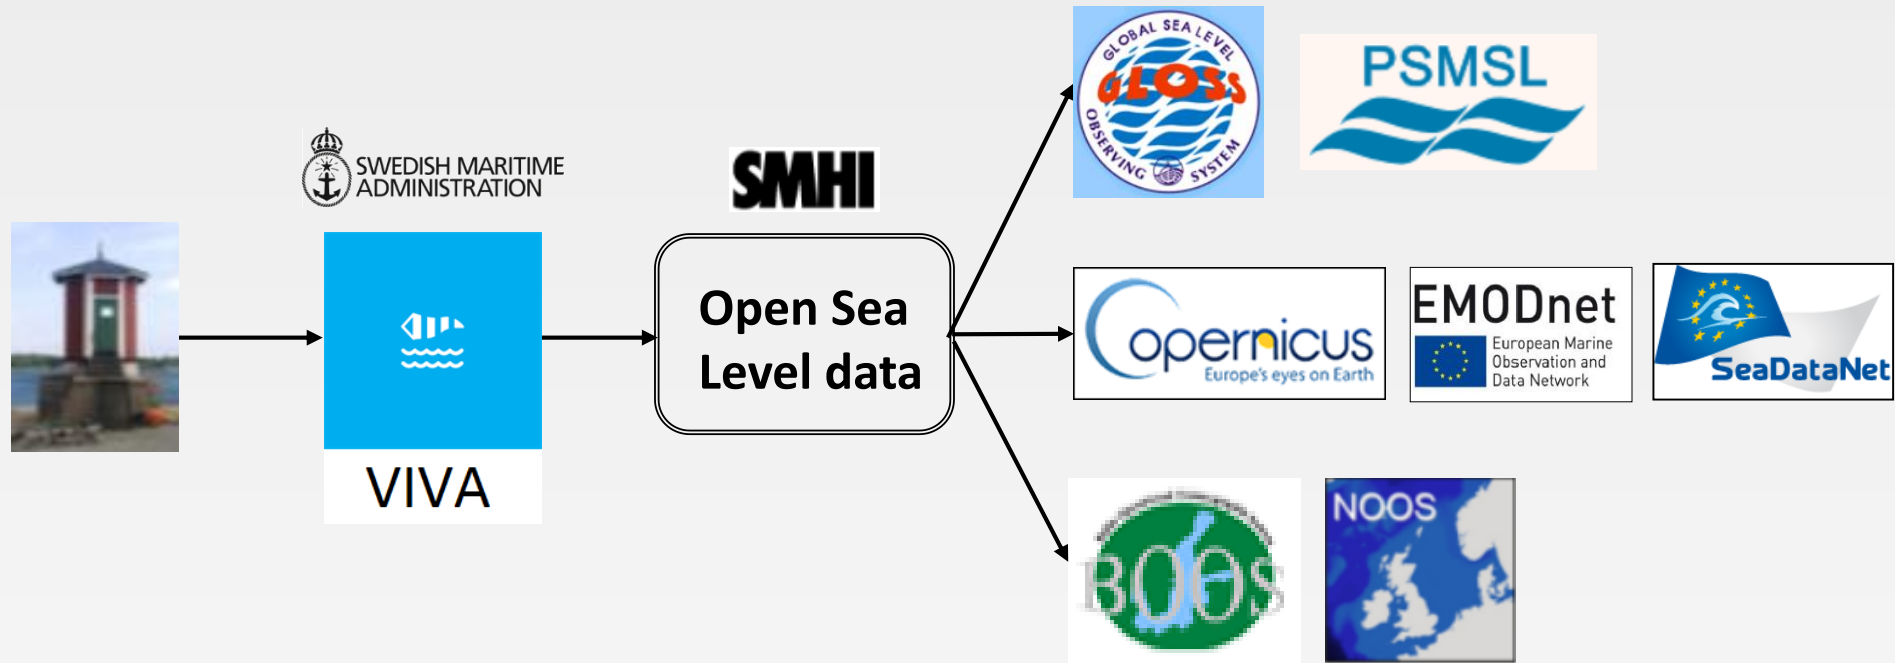 SWEDISH MARITIME
ADMINISTRATION
VIVA
SMHI
Open Sea
Level data
GLOBAL SEA LEVEL
GLOSS
OBSERVING SYSTEM
PSMSL
Copernicus
Europe's eyes on Earth
EMODnet
European Marine
Observation and
Data Network
SeaDataNet
BOOS
NOOS